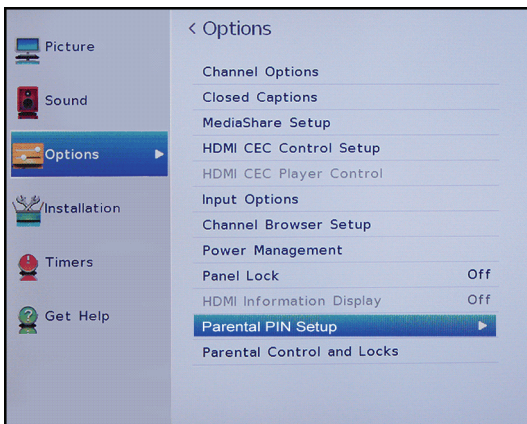 Picture
Sound
Options
Installation
Timers
Get Help
< Options
Channel Options
Closed Captions
MediaShare Setup
HDMI CEC Control Setup
HDMI CEC Player Control
Input Options
Channel Browser Setup
Power Management
Panel Lock Off
HDMI Information Display Off
Parental PIN Setup
Parental Control and Locks